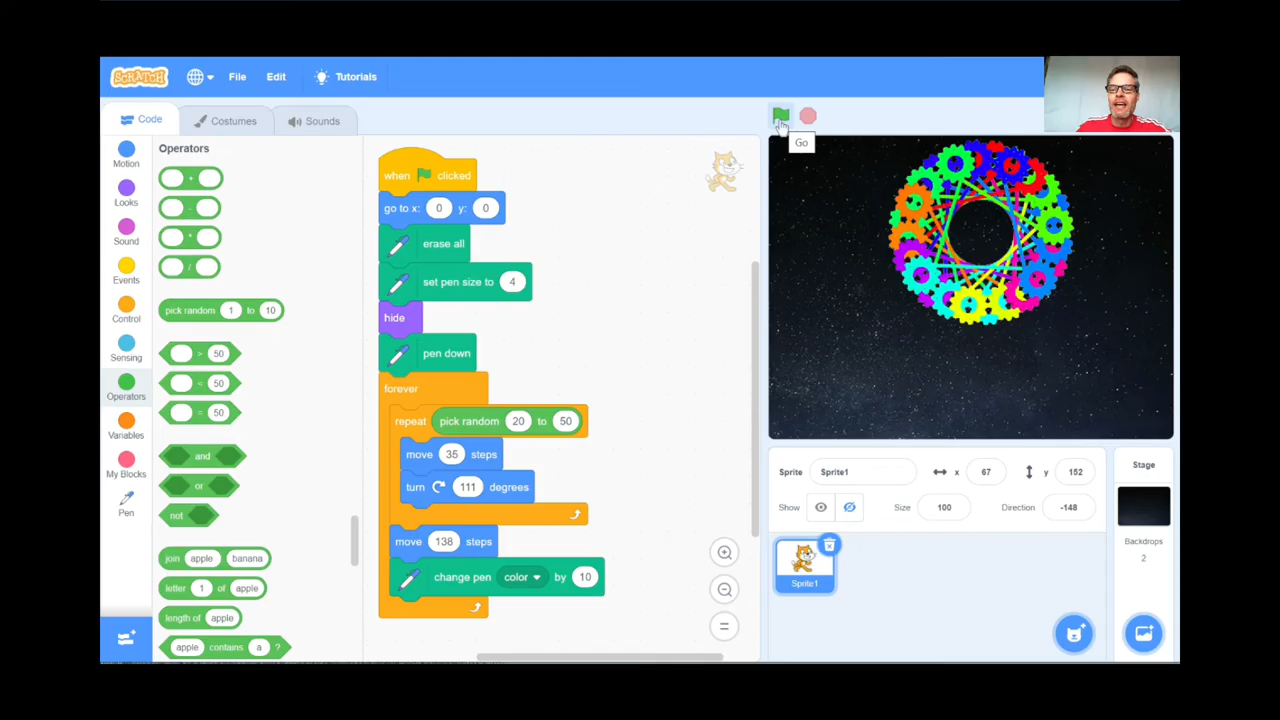 SCRATCH
File
Edit
Tutorials
Code
Costumes
Sounds
Go
Motion
Looks
Sound
Events
Control
Sensing
Operators
Variables
My Blocks
Pen
Operators
+
-
*
/
pick random 1 to 10
> 50
< 50
= 50
and
or
not
join apple banana
letter 1 of apple
length of apple
apple contains a ?
when clicked
go to x: 0 y: 0
erase all
set pen size to 4
hide
pen down
forever
repeat pick random 20 to 50
move 35 steps
turn 111 degrees
move 138 steps
change pen color by 10
Sprite Sprite1 x 67 y 152
Show Size 100 Direction -148
Sprite1
Stage
Backdrops
2